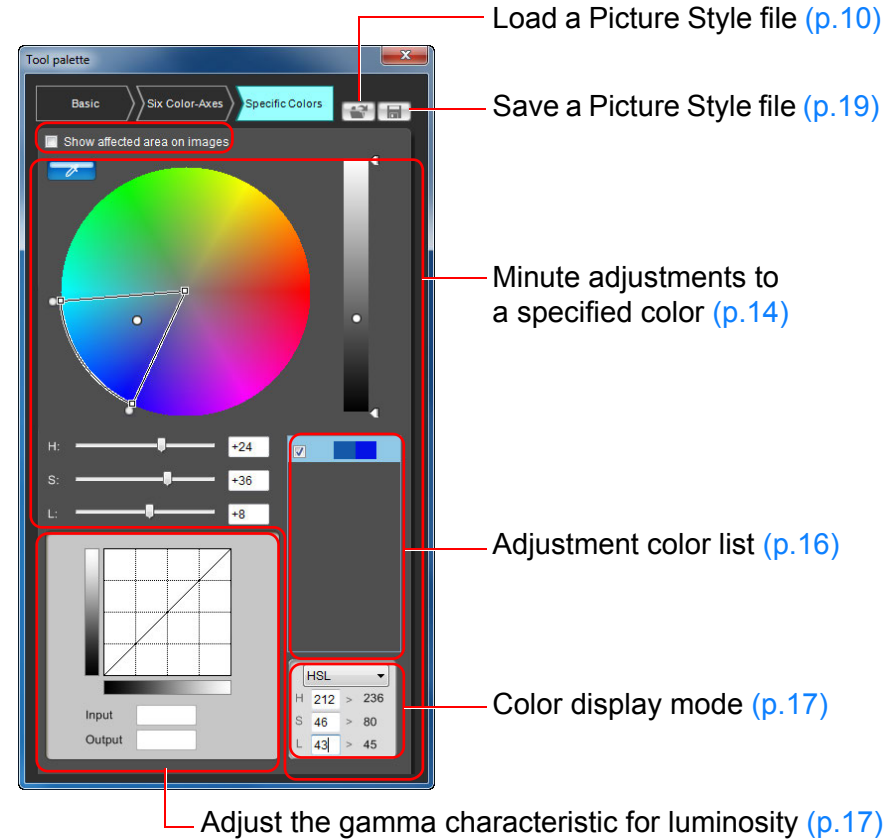 Load a Picture Style file (p.10)
Tool palette
Basic
Six Color-Axes
Specific Colors
Save a Picture Style file (p.19)
Show affected area on images
Minute adjustments to
a specified color (p.14)
H: +24
S: +36
L: +8
Adjustment color list (p.16)
HSL
H 212 > 236
S 46 > 80
L 43 > 45
Color display mode (p.17)
Input
Output
Adjust the gamma characteristic for luminosity (p.17)